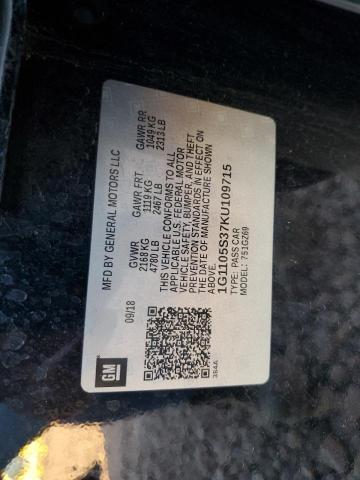 GM
MFD BY GENERAL MOTORS LLC
09/18
GVWR GAWR FRT GAWR RR
2168 KG 1119 KG 1049 KG
4780 LB 2467 LB 2313 LB
THIS VEHICLE CONFORMS TO ALL
APPLICABLE U.S. FEDERAL MOTOR
VEHICLE SAFETY, BUMPER, AND THEFT
PREVENTION STANDARDS IN EFFECT ON
THE DATE OF MANUFACTURE SHOWN
ABOVE.
1G1105S37KU109715
TYPE: PASS CAR
MODEL: 751GZ69
384A